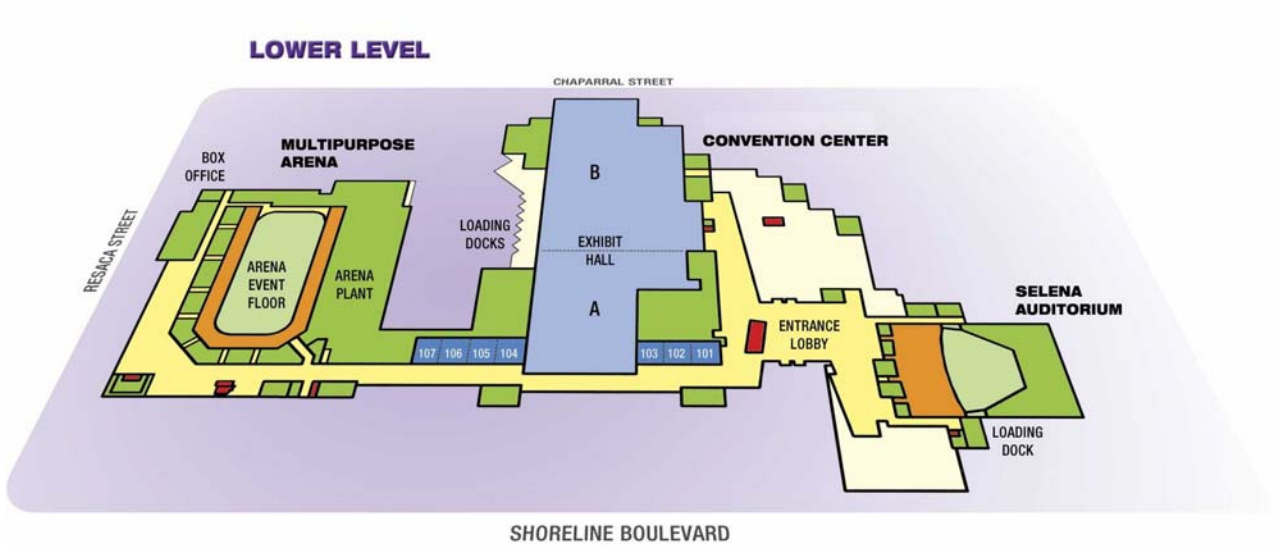 LOWER LEVEL
CHAPARRAL STREET
MULTIPURPOSE
ARENA
CONVENTION CENTER
BOX
OFFICE
B
RESACA STREET
LOADING
DOCKS
EXHIBIT
HALL
ARENA
EVENT
FLOOR
ARENA
PLANT
A
SELENA
AUDITORIUM
ENTRANCE
LOBBY
107 106 105 104
103 102 101
LOADING
DOCK
SHORELINE BOULEVARD